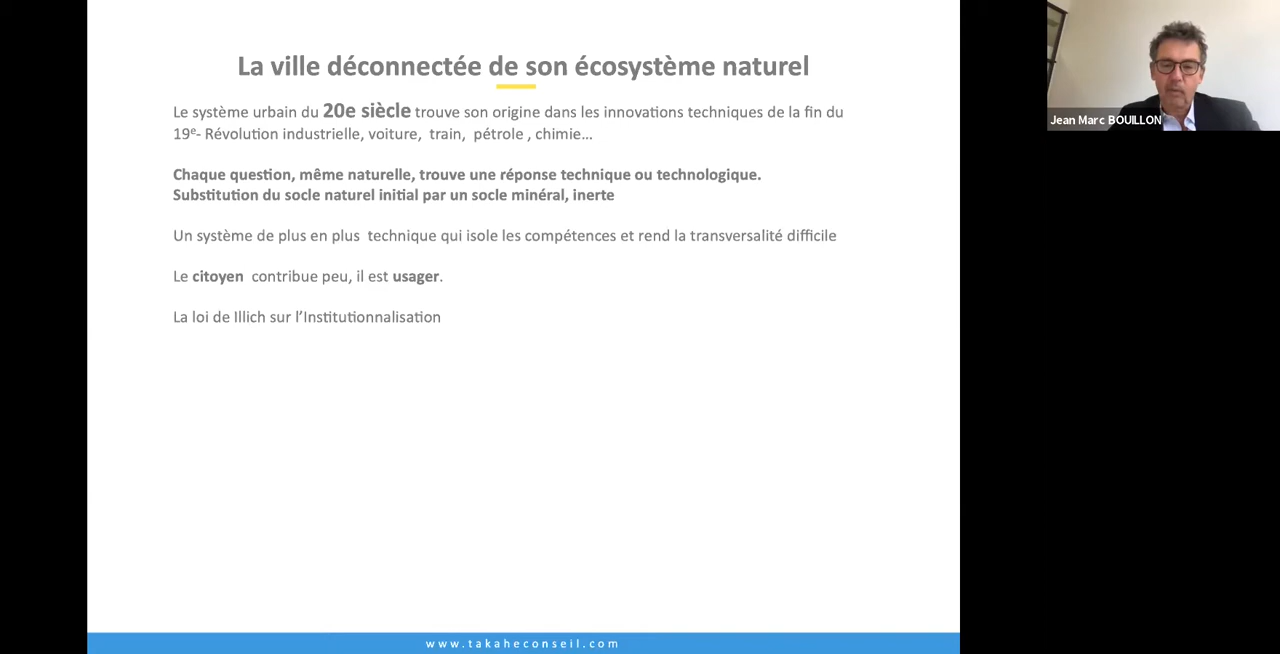 La ville déconnectée de son écosystème naturel
Le système urbain du 20e siècle trouve son origine dans les innovations techniques de la fin du
19e- Révolution industrielle, voiture, train, pétrole , chimie…
Chaque question, même naturelle, trouve une réponse technique ou technologique.
Substitution du socle naturel initial par un socle minéral, inerte
Un système de plus en plus technique qui isole les compétences et rend la transversalité difficile
Le citoyen contribue peu, il est usager.
La loi de Illich sur l’Institutionnalisation
www.takaheconseil.com
Jean Marc BOUILLON